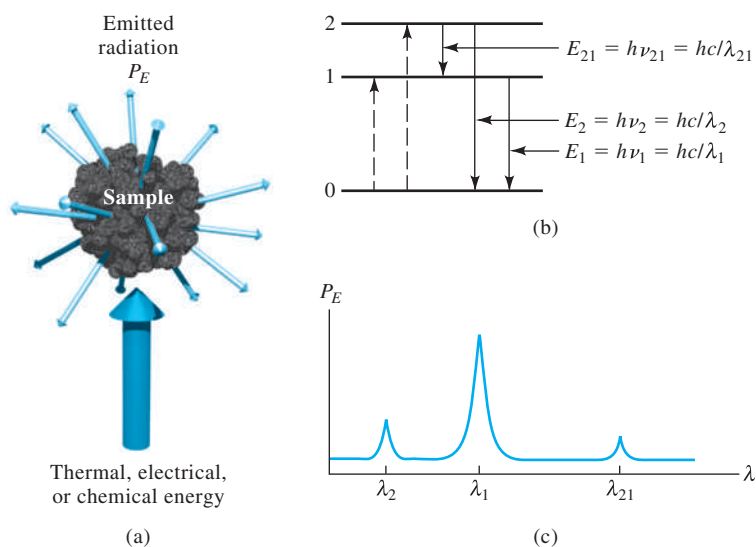 Emitted
radiation
P_E
Sample
Thermal, electrical,
or chemical energy
(a)
2
1
0
E_21 = hν_21 = hc/λ_21
E_2 = hν_2 = hc/λ_2
E_1 = hν_1 = hc/λ_1
(b)
P_E
λ_2
λ_1
λ_21
λ
(c)